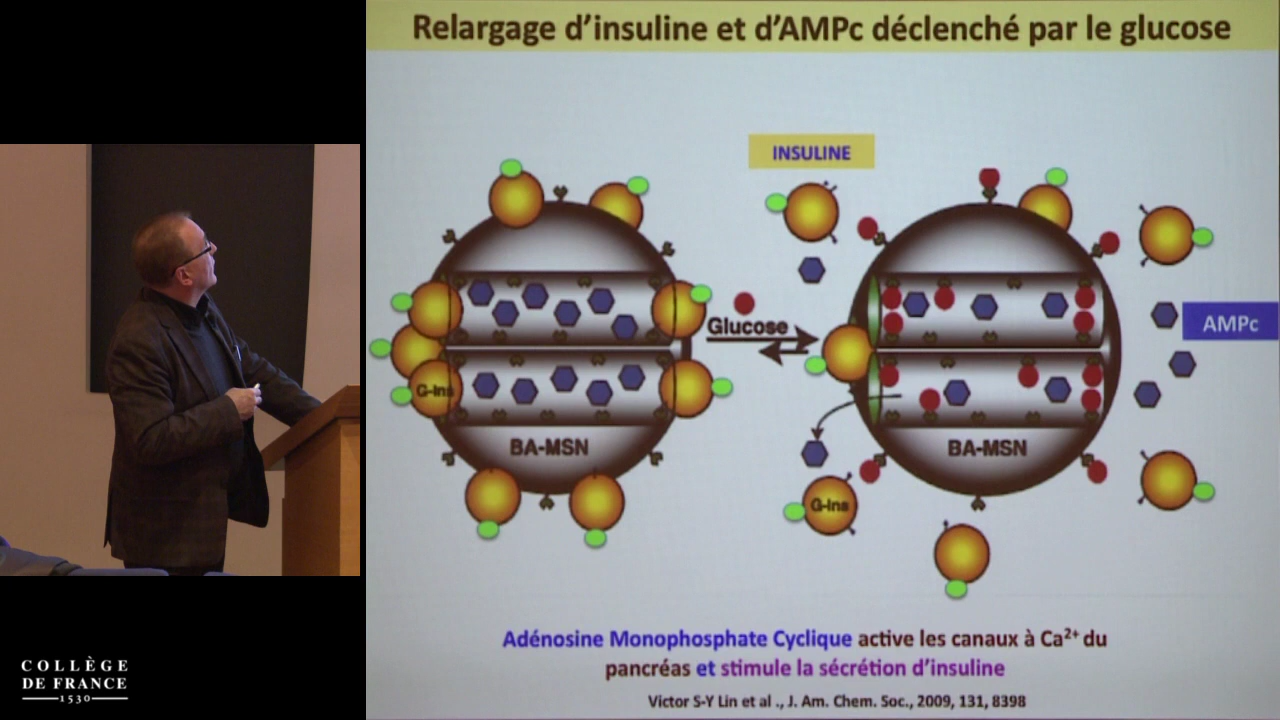 Relargage d'insuline et d'AMPc déclenché par le glucose
INSULINE
Glucose
AMPc
G-Ins
BA-MSN
BA-MSN
G-Ins
Adénosine Monophosphate Cyclique active les canaux à Ca²⁺ du
pancréas et stimule la sécrétion d'insuline
Victor S-Y Lin et al ., J. Am. Chem. Soc., 2009, 131, 8398
COLLÈGE
DE FRANCE
1530